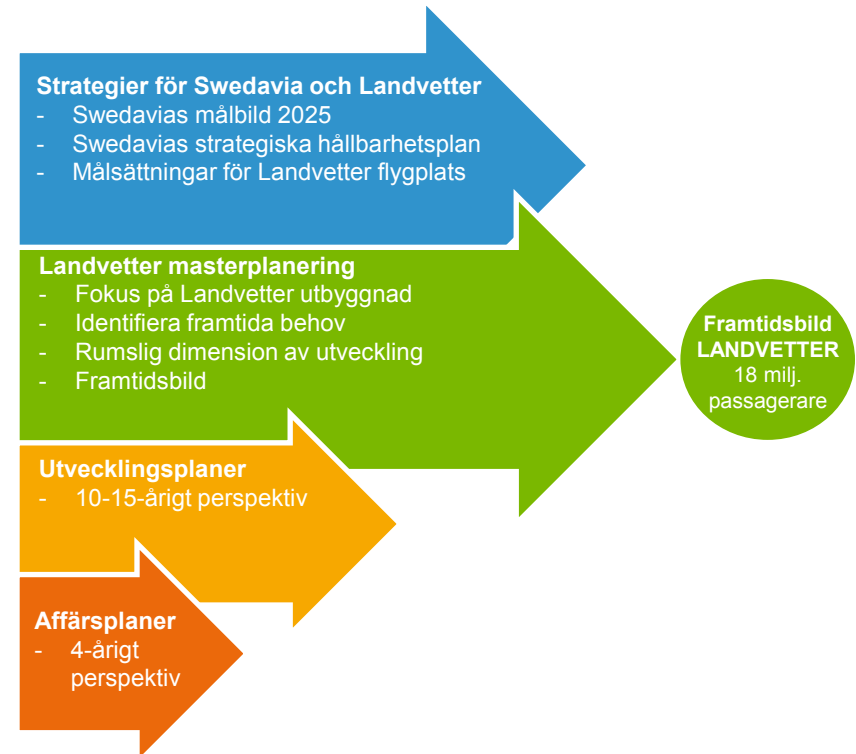 Strategier för Swedavia och Landvetter
- Swedavias målbild 2025
- Swedavias strategiska hållbarhetsplan
- Målsättningar för Landvetter flygplats
Landvetter masterplanering
- Fokus på Landvetter utbyggnad
- Identifiera framtida behov
- Rumslig dimension av utveckling
- Framtidsbild
Framtidsbild
LANDVETTER
18 milj.
passagerare
Utvecklingsplaner
- 10-15-årigt perspektiv
Affärsplaner
- 4-årigt
perspektiv